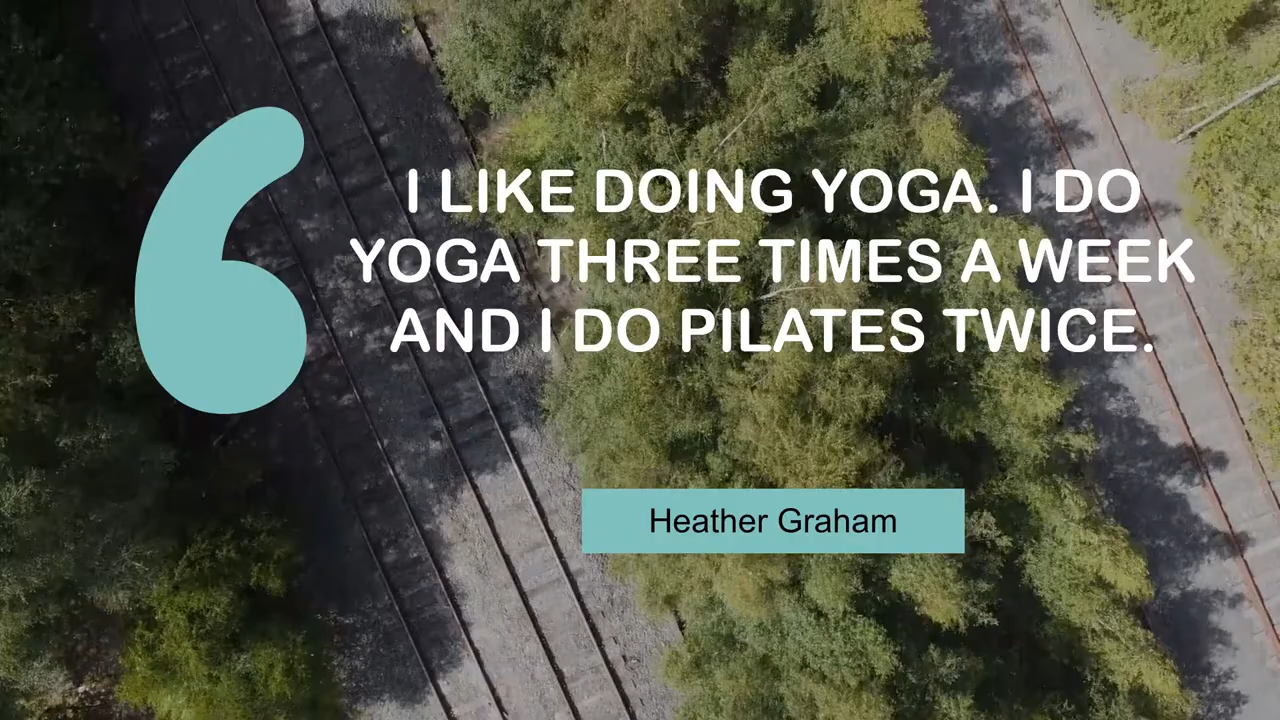 I LIKE DOING YOGA. I DO
YOGA THREE TIMES A WEEK
AND I DO PILATES TWICE.
Heather Graham